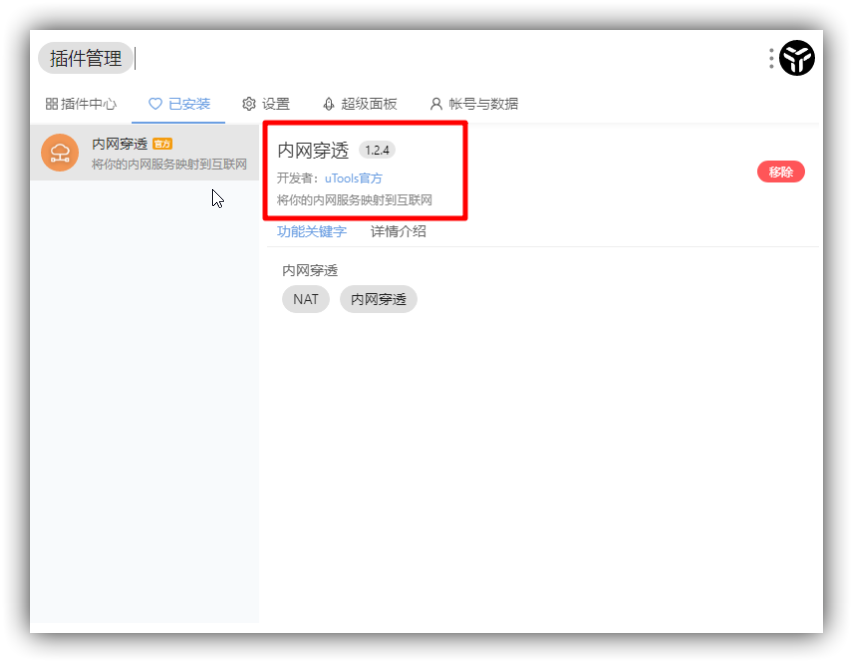 插件管理
插件中心 已安装 设置 超级面板 帐号与数据
内网穿透 官方
将你的内网服务映射到互联网
内网穿透 1.2.4
开发者：uTools官方
将你的内网服务映射到互联网
移除
功能关键字 详情介绍
内网穿透
NAT 内网穿透